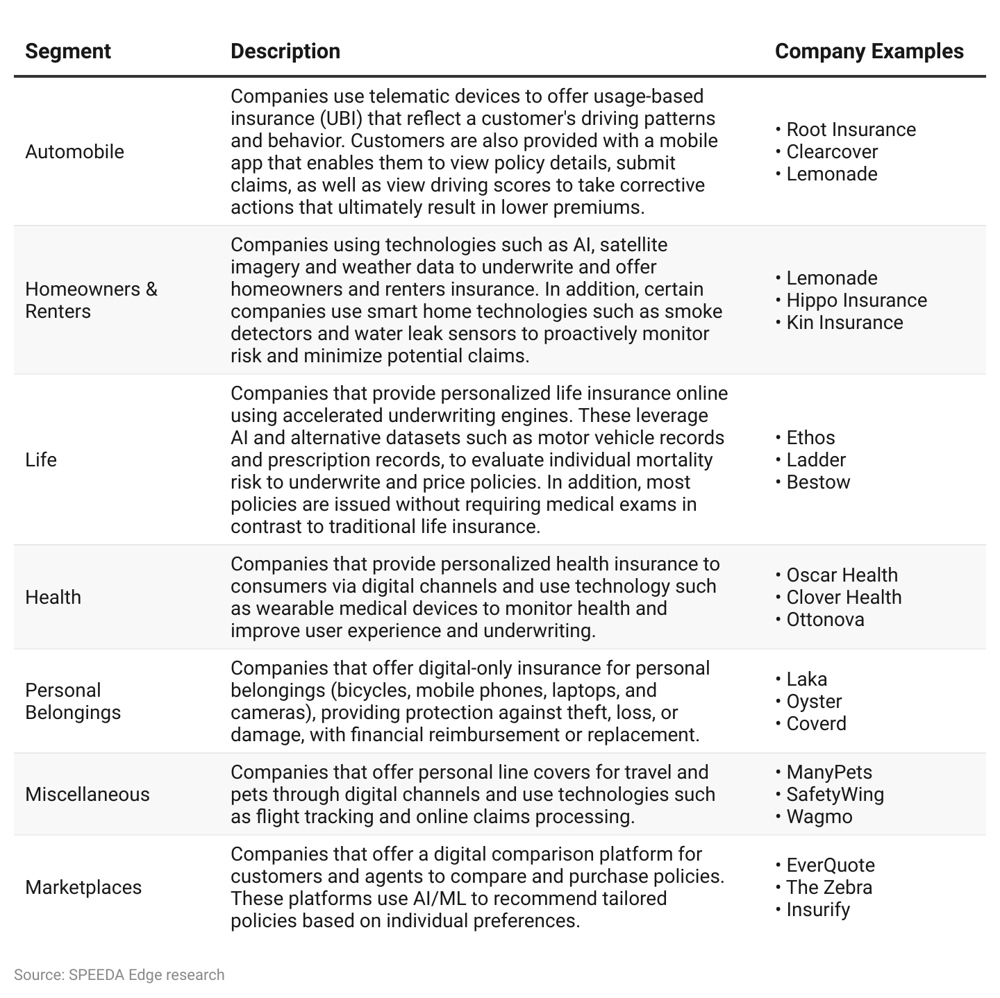 Segment
Description
Company Examples
Automobile
Companies use telematic devices to offer usage-based
insurance (UBI) that reflect a customer's driving patterns
and behavior. Customers are also provided with a mobile
app that enables them to view policy details, submit
claims, as well as view driving scores to take corrective
actions that ultimately result in lower premiums.
• Root Insurance
• Clearcover
• Lemonade
Homeowners &
Renters
Companies using technologies such as AI, satellite
imagery and weather data to underwrite and offer
homeowners and renters insurance. In addition, certain
companies use smart home technologies such as smoke
detectors and water leak sensors to proactively monitor
risk and minimize potential claims.
• Lemonade
• Hippo Insurance
• Kin Insurance
Life
Companies that provide personalized life insurance online
using accelerated underwriting engines. These leverage
AI and alternative datasets such as motor vehicle records
and prescription records, to evaluate individual mortality
risk to underwrite and price policies. In addition, most
policies are issued without requiring medical exams in
contrast to traditional life insurance.
• Ethos
• Ladder
• Bestow
Health
Companies that provide personalized health insurance to
consumers via digital channels and use technology such
as wearable medical devices to monitor health and
improve user experience and underwriting.
• Oscar Health
• Clover Health
• Ottonova
Personal
Belongings
Companies that offer digital-only insurance for personal
belongings (bicycles, mobile phones, laptops, and
cameras), providing protection against theft, loss, or
damage, with financial reimbursement or replacement.
• Laka
• Oyster
• Coverd
Miscellaneous
Companies that offer personal line covers for travel and
pets through digital channels and use technologies such
as flight tracking and online claims processing.
• ManyPets
• SafetyWing
• Wagmo
Marketplaces
Companies that offer a digital comparison platform for
customers and agents to compare and purchase policies.
These platforms use AI/ML to recommend tailored
policies based on individual preferences.
• EverQuote
• The Zebra
• Insurify
Source: SPEEDA Edge research